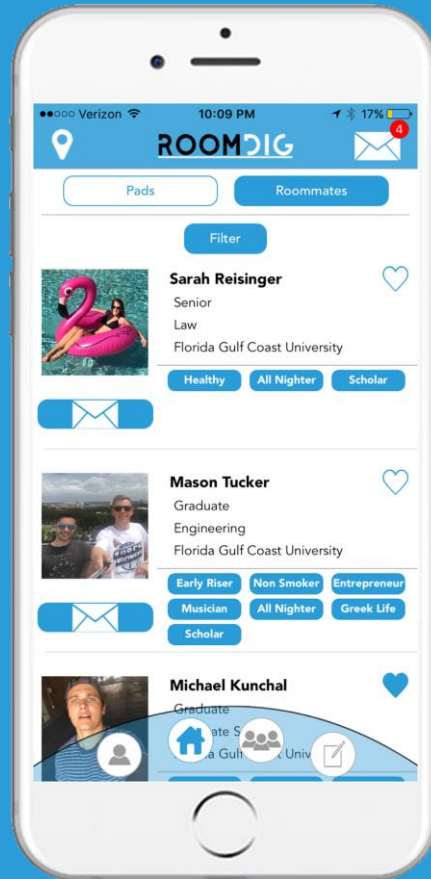 ●●○○○ Verizon 10:09 PM 17%
4
ROOMDIG
Pads Roommates
Filter
Sarah Reisinger
Senior
Law
Florida Gulf Coast University
Healthy All Nighter Scholar
Mason Tucker
Graduate
Engineering
Florida Gulf Coast University
Early Riser Non Smoker Entrepreneur
Musician All Nighter Greek Life
Scholar
Michael Kunchal
Graduate